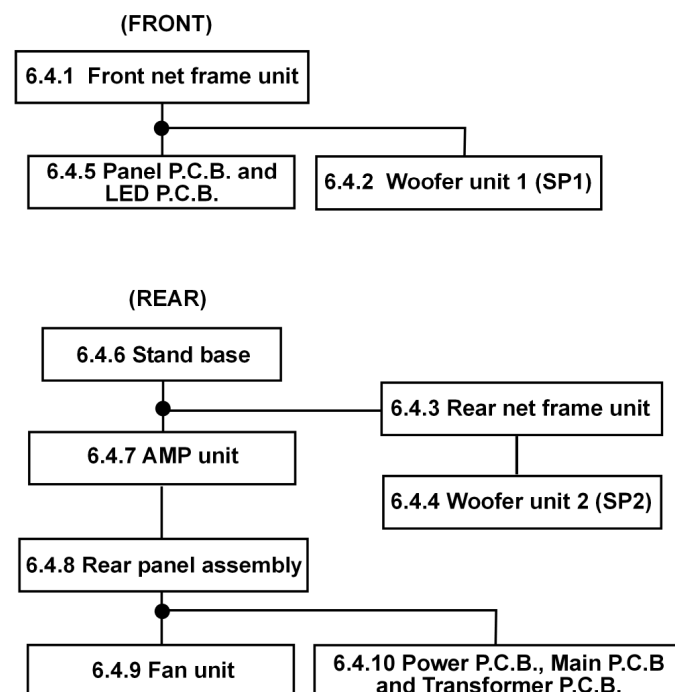 (FRONT)
6.4.1 Front net frame unit
6.4.5 Panel P.C.B. and
LED P.C.B.
6.4.2 Woofer unit 1 (SP1)
(REAR)
6.4.6 Stand base
6.4.3 Rear net frame unit
6.4.7 AMP unit
6.4.4 Woofer unit 2 (SP2)
6.4.8 Rear panel assembly
6.4.9 Fan unit
6.4.10 Power P.C.B., Main P.C.B
and Transformer P.C.B.